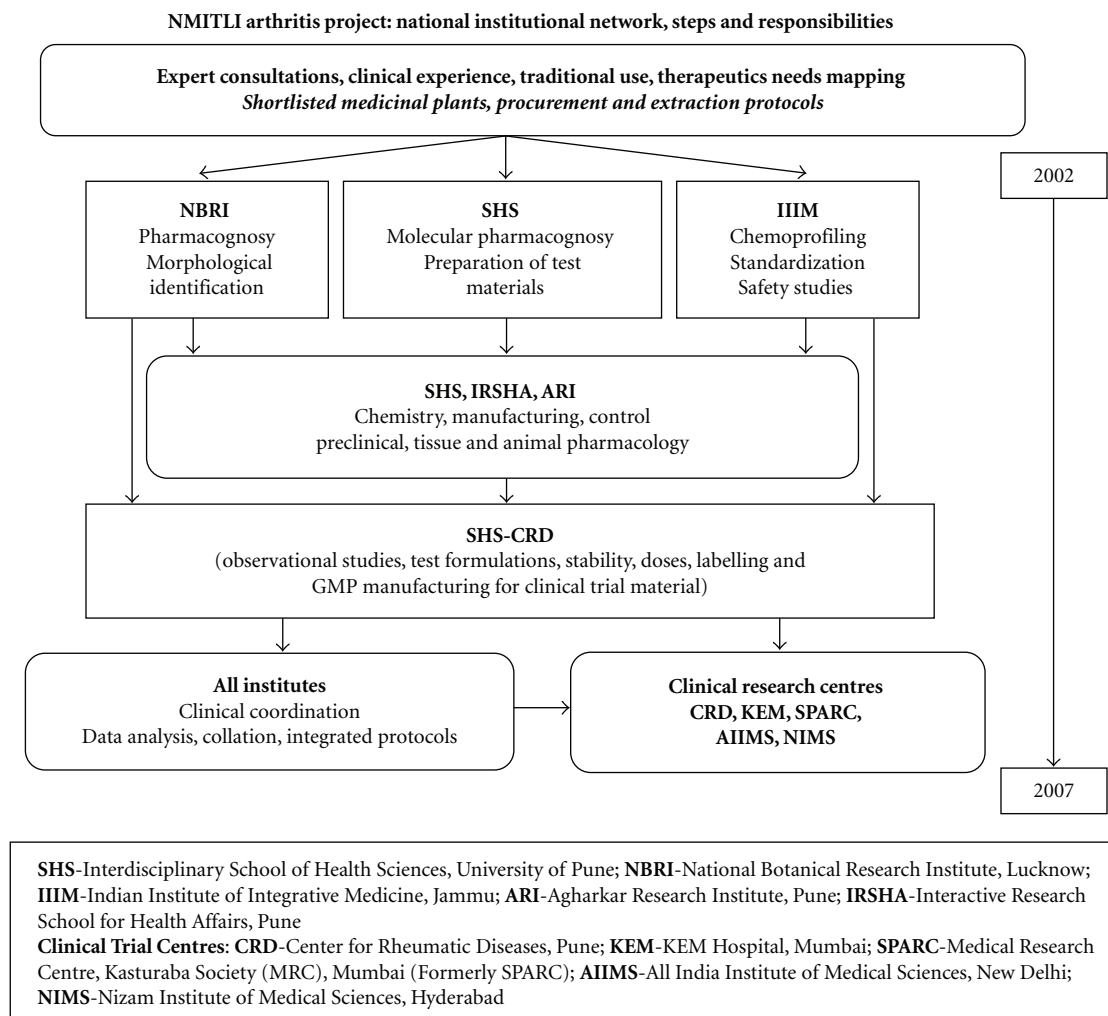 NMITLI arthritis project: national institutional network, steps and responsibilities
Expert consultations, clinical experience, traditional use, therapeutics needs mapping
Shortlisted medicinal plants, procurement and extraction protocols
2002
NBRI
Pharmacognosy
Morphological
identification
SHS
Molecular pharmacognosy
Preparation of test
materials
IIIM
Chemoprofiling
Standardization
Safety studies
SHS, IRSHA, ARI
Chemistry, manufacturing, control
preclinical, tissue and animal pharmacology
SHS-CRD
(observational studies, test formulations, stability, doses, labelling and
GMP manufacturing for clinical trial material)
All institutes
Clinical coordination
Data analysis, collation, integrated protocols
Clinical research centres
CRD, KEM, SPARC,
AIIMS, NIMS
2007
SHS-Interdisciplinary School of Health Sciences, University of Pune; NBRI-National Botanical Research Institute, Lucknow;
IIIM-Indian Institute of Integrative Medicine, Jammu; ARI-Agharkar Research Institute, Pune; IRSHA-Interactive Research
School for Health Affairs, Pune
Clinical Trial Centres: CRD-Center for Rheumatic Diseases, Pune; KEM-KEM Hospital, Mumbai; SPARC-Medical Research
Centre, Kasturaba Society (MRC), Mumbai (Formerly SPARC); AIIMS-All India Institute of Medical Sciences, New Delhi;
NIMS-Nizam Institute of Medical Sciences, Hyderabad